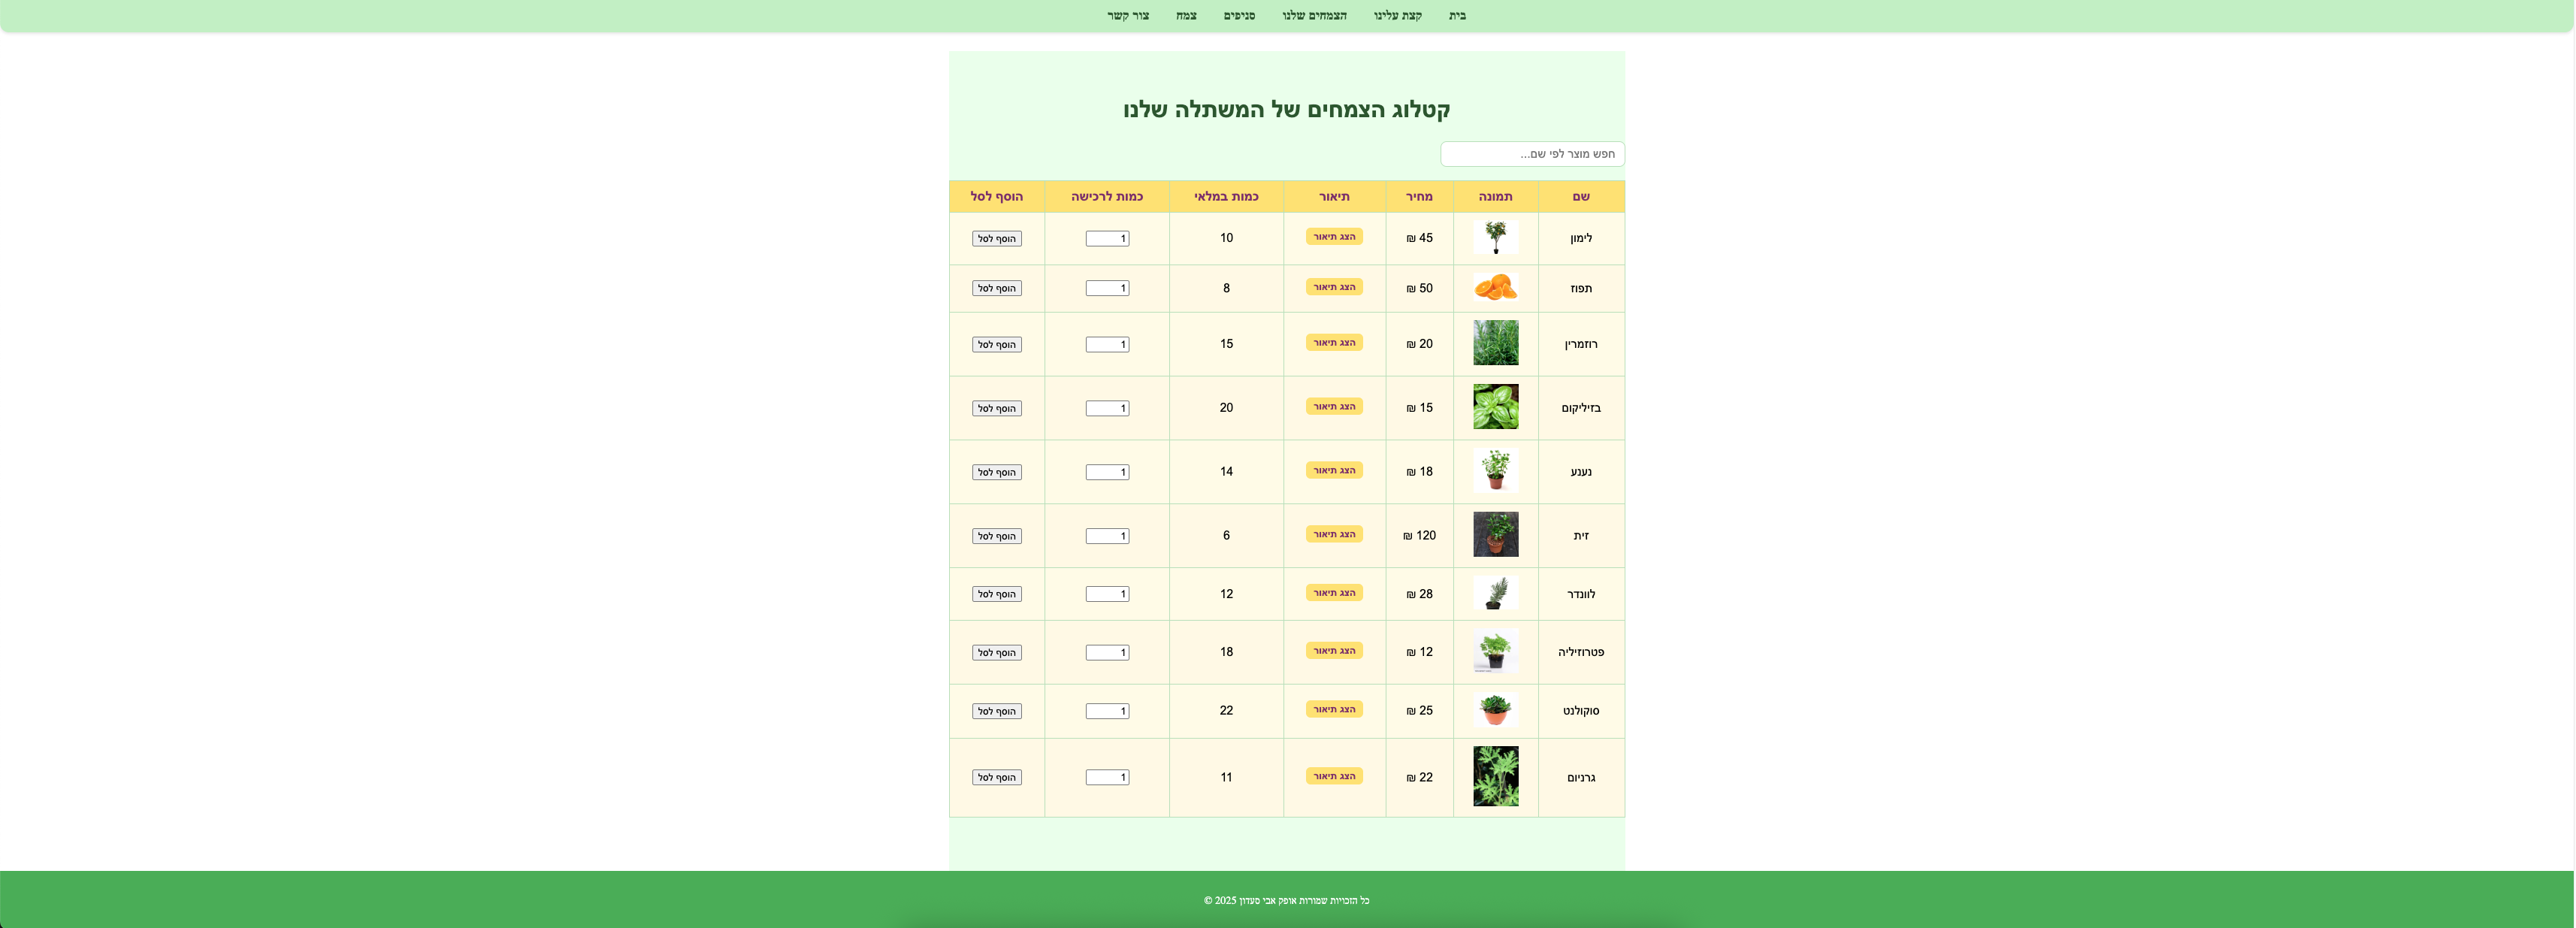 בית קצת עלינו הצמחים שלנו סניפים צמח צור קשר
קטלוג הצמחים של המשתלה שלנו
חפש מוצר לפי שם...
שם תמונה מחיר תיאור כמות במלאי כמות לרכישה הוסף לסל
לימון 45 ₪ הצג תיאור 10 1 הוסף לסל
תפוז 50 ₪ הצג תיאור 8 1 הוסף לסל
רוזמרין 20 ₪ הצג תיאור 15 1 הוסף לסל
בזיליקום 15 ₪ הצג תיאור 20 1 הוסף לסל
נענע 18 ₪ הצג תיאור 14 1 הוסף לסל
זית 120 ₪ הצג תיאור 6 1 הוסף לסל
לוונדר 28 ₪ הצג תיאור 12 1 הוסף לסל
פטרוזיליה 12 ₪ הצג תיאור 18 1 הוסף לסל
סוקולנט 25 ₪ הצג תיאור 22 1 הוסף לסל
גרניום 22 ₪ הצג תיאור 11 1 הוסף לסל
כל הזכויות שמורות אופק אבי סעדון 2025 ©